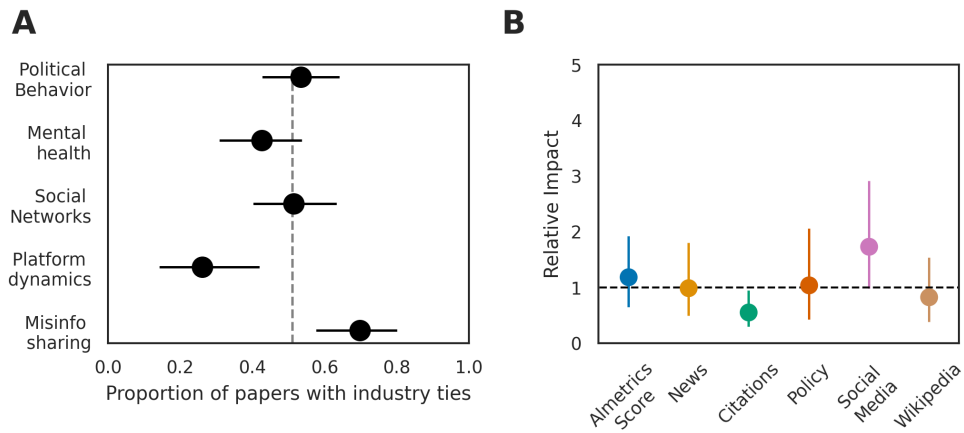 A
Political
Behavior
Mental
health
Social
Networks
Platform
dynamics
Misinfo
sharing
0.0 0.2 0.4 0.6 0.8 1.0
Proportion of papers with industry ties
B
Relative Impact
5
4
3
2
1
0
Almetrics
Score
News
Citations
Policy
Social
Media
Wikipedia